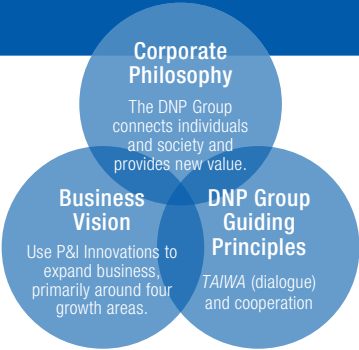 Corporate
Philosophy
The DNP Group
connects individuals
and society and
provides new value.
Business
Vision
Use P&I Innovations to
expand business,
primarily around four
growth areas.
DNP Group
Guiding
Principles
TAIWA (dialogue)
and cooperation